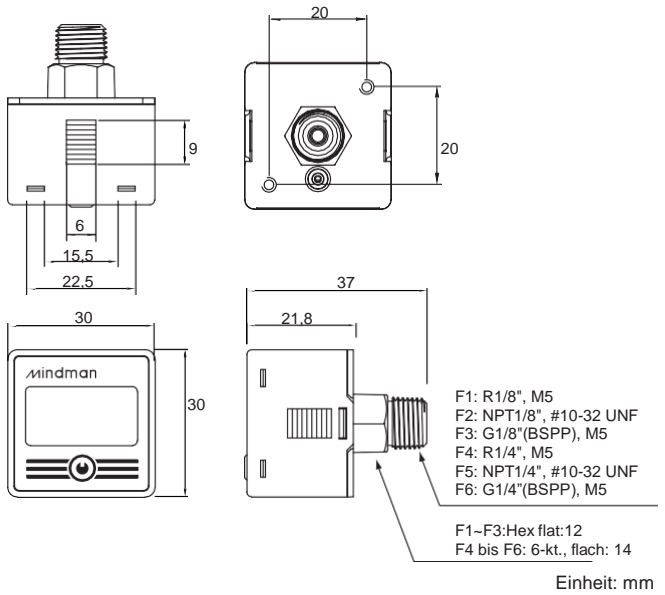 20
9
20
6
15,5
22,5
37
30
21,8
Mindman
30
F1: R1/8", M5
F2: NPT1/8", #10-32 UNF
F3: G1/8"(BSPP), M5
F4: R1/4", M5
F5: NPT1/4", #10-32 UNF
F6: G1/4"(BSPP), M5
F1~F3:Hex flat:12
F4 bis F6: 6-kt., flach: 14
Einheit: mm